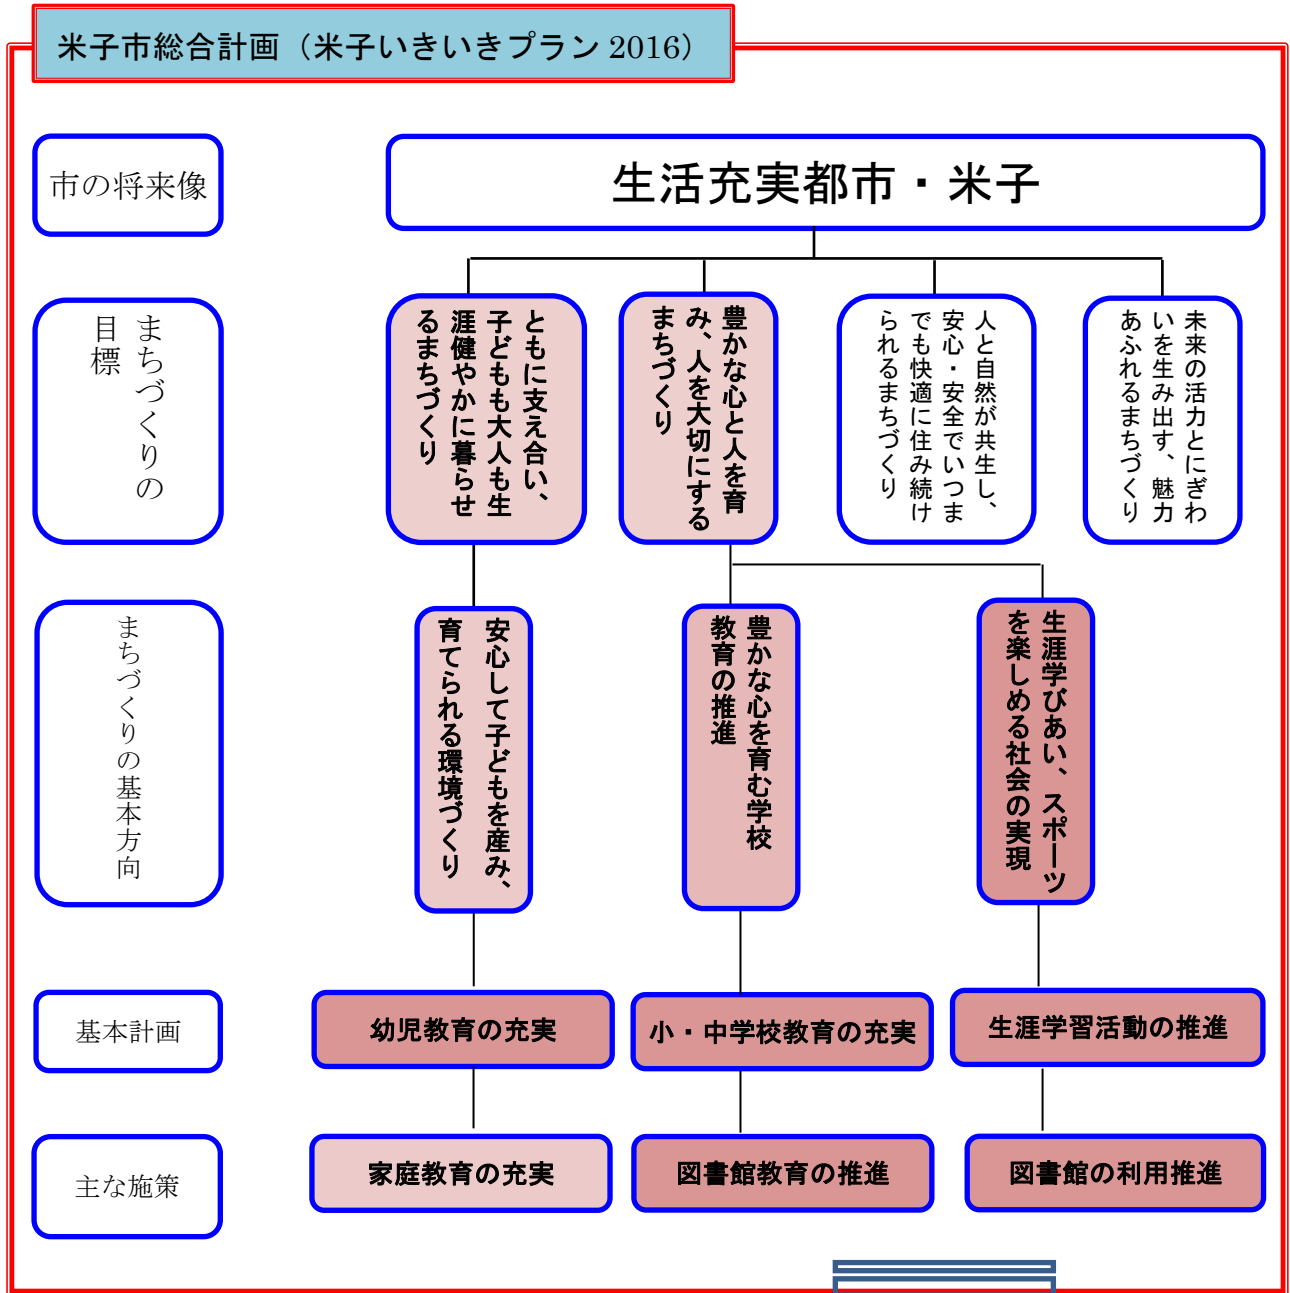 米子市総合計画（米子いきいきプラン 2016）
市の将来像
生活充実都市・米子
まちづくりの
目標
ともに支え合い、
子どもも大人も生
涯健やかに暮らせ
るまちづくり
豊かな心と人を育
み、人を大切にする
まちづくり
人と自然が共生し、
安心・安全でいつま
でも快適に住み続け
られるまちづくり
未来の活力とにぎわ
いを生み出す、魅力
あふれるまちづくり
まちづくりの基本方向
安心して子どもを産み、
育てられる環境づくり
豊かな心を育む学校
教育の推進
生涯学びあい、スポーツ
を楽しめる社会の実現
基本計画
幼児教育の充実
小・中学校教育の充実
生涯学習活動の推進
主な施策
家庭教育の充実
図書館教育の推進
図書館の利用推進